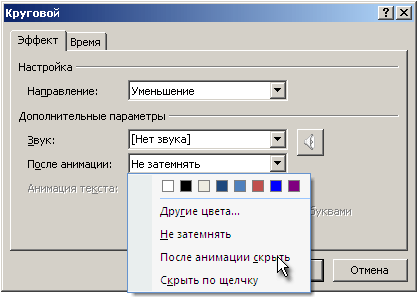 Круговой
Эффект Время
Настройка
Направление: Уменьшение
Дополнительные параметры
Звук: [Нет звука]
После анимации: Не затемнять
Анимация текста:
Другие цвета...
буквами
Не затемнять
После анимации скрыть
Скрыть по щелчку
Отмена